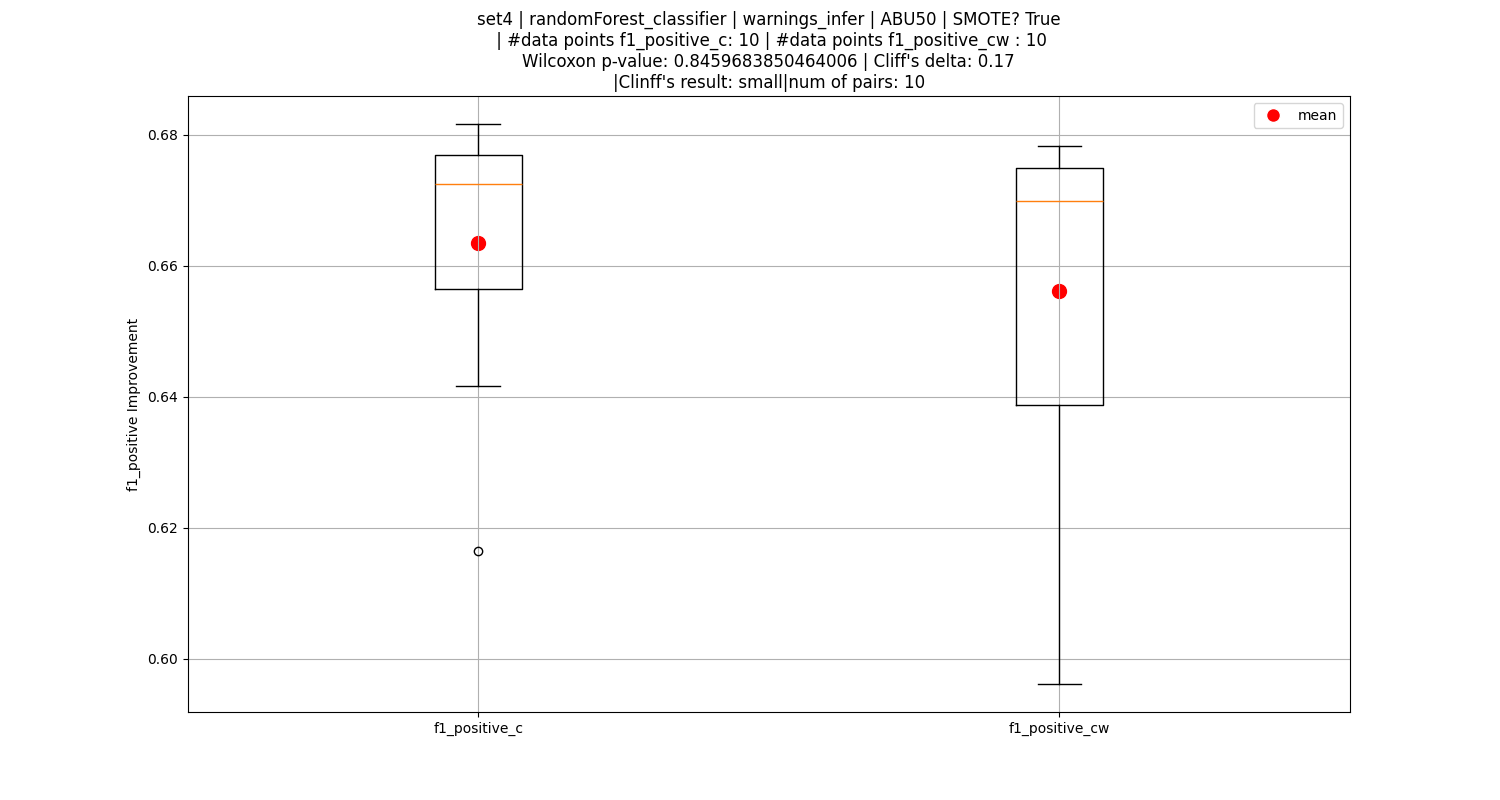 set4 | randomForest_classifier | warnings_infer | ABU50 | SMOTE? True
| #data points f1_positive_c: 10 | #data points f1_positive_cw : 10
Wilcoxon p-value: 0.8459683850464006 | Cliff's delta: 0.17
|Clinff's result: small|num of pairs: 10
mean
0.68
0.66
0.64
0.62
0.60
f1_positive Improvement
f1_positive_c
f1_positive_cw